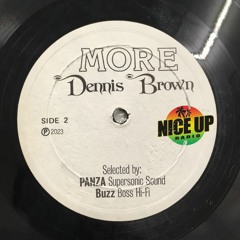 MORE
Dennis Brown
SIDE 2
℗ 2023
NICE UP
RADIO
Selected by:
PANZA Supersonic Sound
Buzz Boss Hi-Fi